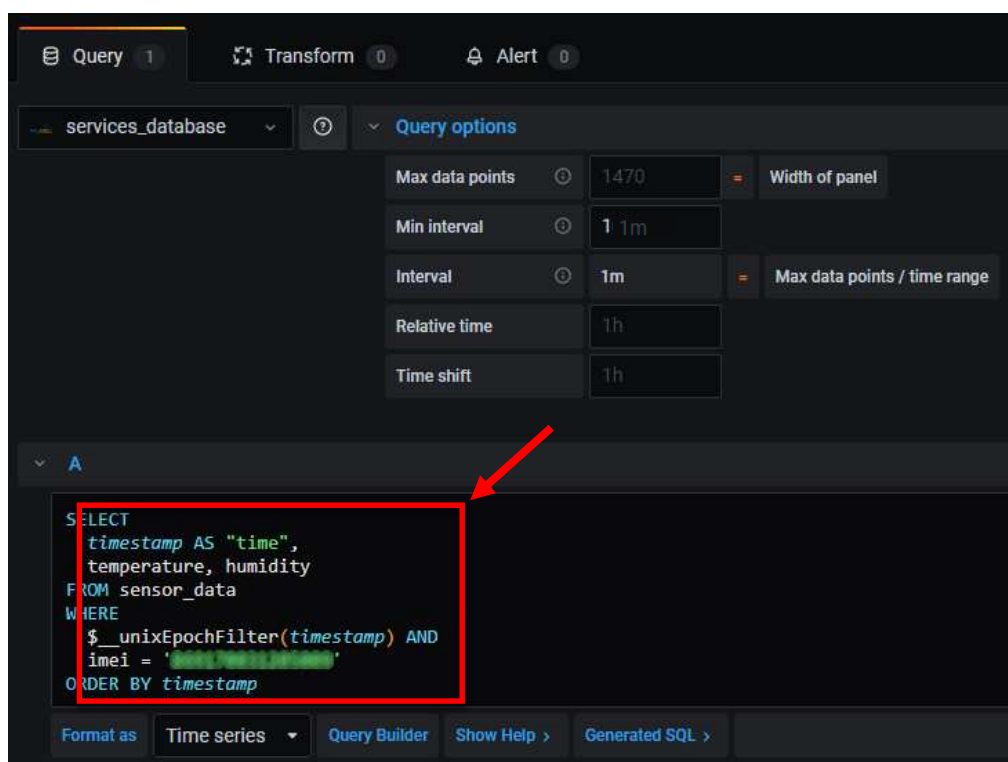 Query 1 Transform 0 Alert 0
services_database Query options
Max data points 1470 = Width of panel
Min interval 1 1m
Interval 1m = Max data points / time range
Relative time 1h
Time shift 1h
A
SELECT
timestamp AS "time",
temperature, humidity
FROM sensor_data
WHERE
$__unixEpochFilter(timestamp) AND
imei = ' '
ORDER BY timestamp
Format as Time series Query Builder Show Help > Generated SQL >